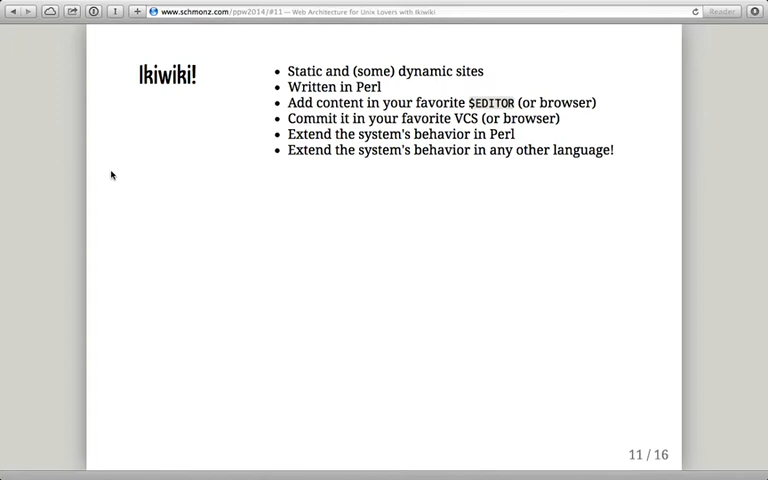 www.schmonz.com/ppw2014/#11 — Web Architecture for Unix Lovers with Ikiwiki
Reader
Ikiwiki!
• Static and (some) dynamic sites
• Written in Perl
• Add content in your favorite $EDITOR (or browser)
• Commit it in your favorite VCS (or browser)
• Extend the system's behavior in Perl
• Extend the system's behavior in any other language!
11 / 16